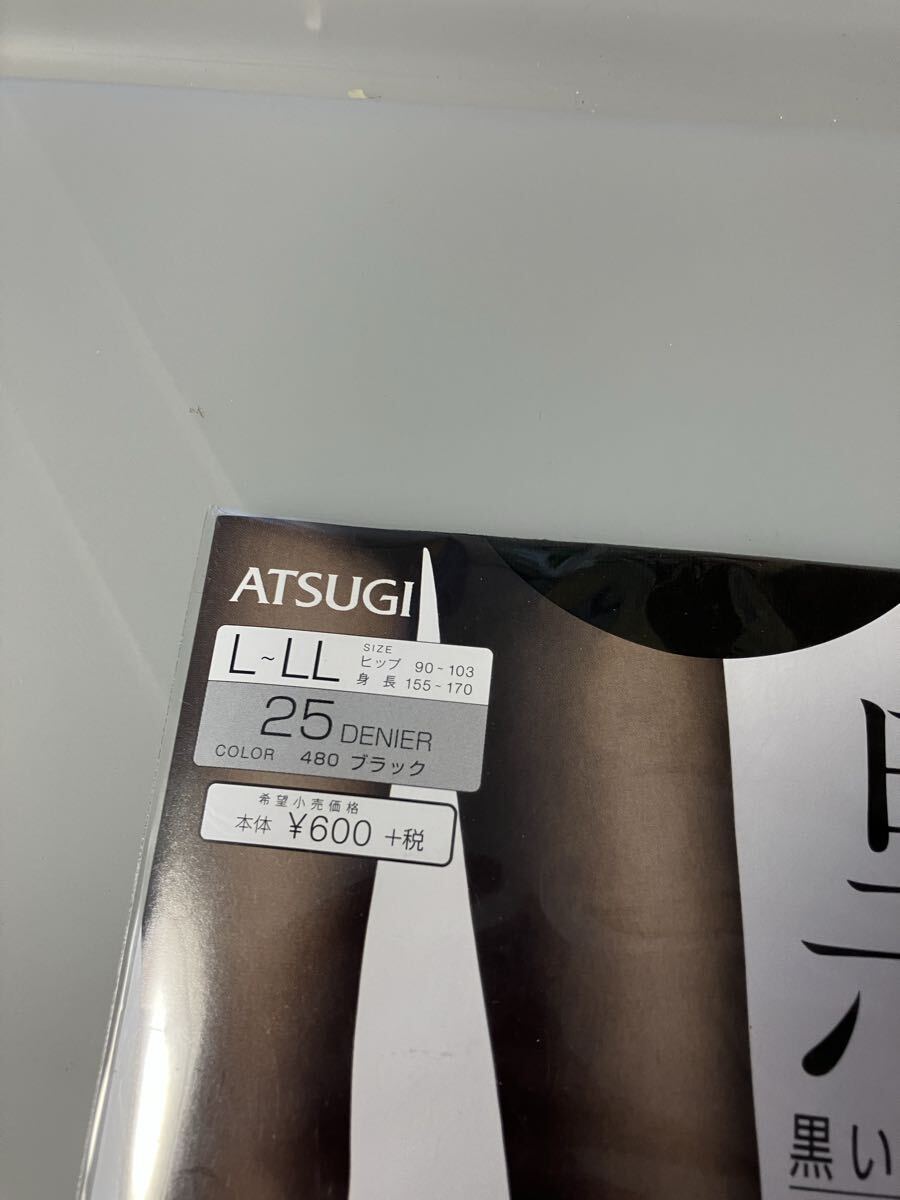 ATSUGI
L~LL SIZE
ヒップ 90~103
身長 155~170
25 DENIER
COLOR 480 ブラック
希望小売価格
本体 ¥600 +税
黒い